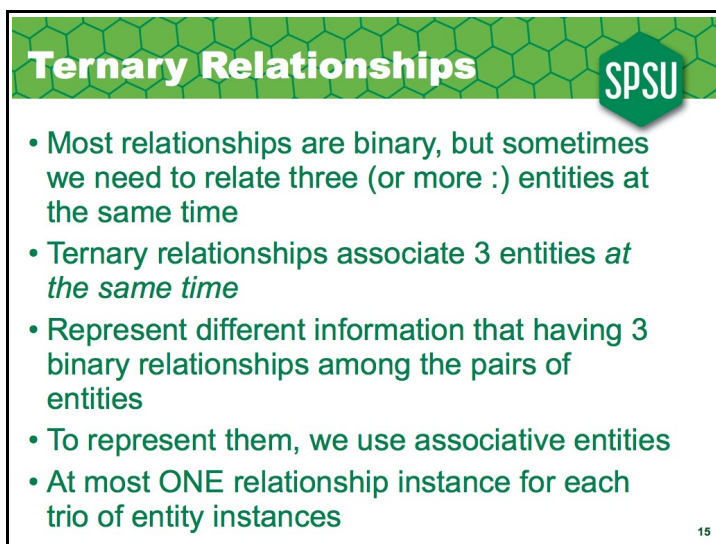 Ternary Relationships
SPSU
• Most relationships are binary, but sometimes
we need to relate three (or more :) entities at
the same time
• Ternary relationships associate 3 entities at
the same time
• Represent different information that having 3
binary relationships among the pairs of
entities
• To represent them, we use associative entities
• At most ONE relationship instance for each
trio of entity instances
15